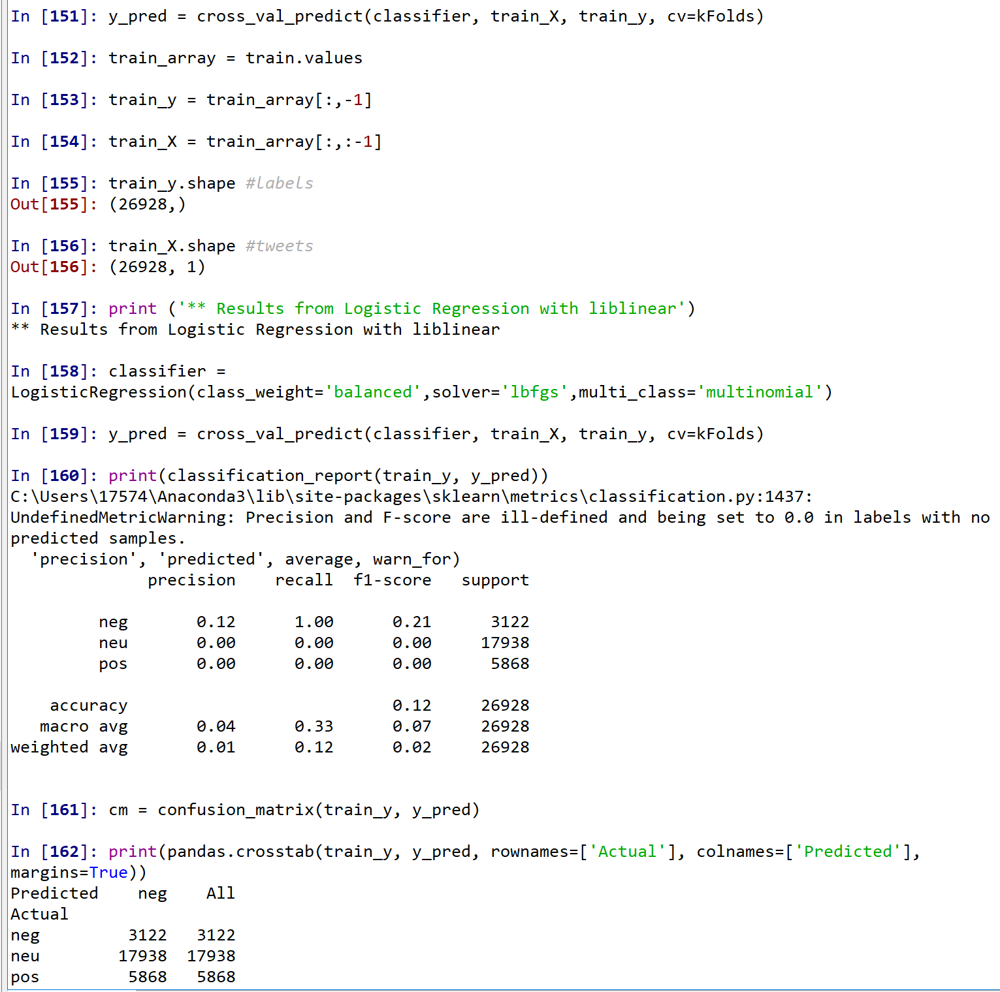 In [151]: y_pred = cross_val_predict(classifier, train_X, train_y, cv=kFolds)
In [152]: train_array = train.values
In [153]: train_y = train_array[:,-1]
In [154]: train_X = train_array[:,:-1]
In [155]: train_y.shape #labels
Out[155]: (26928,)
In [156]: train_X.shape #tweets
Out[156]: (26928, 1)
In [157]: print ('** Results from Logistic Regression with liblinear')
** Results from Logistic Regression with liblinear
In [158]: classifier =
LogisticRegression(class_weight='balanced',solver='lbfgs',multi_class='multinomial')
In [159]: y_pred = cross_val_predict(classifier, train_X, train_y, cv=kFolds)
In [160]: print(classification_report(train_y, y_pred))
C:\Users\17574\Anaconda3\lib\site-packages\sklearn\metrics\classification.py:1437:
UndefinedMetricWarning: Precision and F-score are ill-defined and being set to 0.0 in labels with no
predicted samples.
  'precision', 'predicted', average, warn_for)
              precision    recall  f1-score   support
         neg       0.12      1.00      0.21      3122
         neu       0.00      0.00      0.00     17938
         pos       0.00      0.00      0.00      5868
    accuracy                           0.12     26928
   macro avg       0.04      0.33      0.07     26928
weighted avg       0.01      0.12      0.02     26928
In [161]: cm = confusion_matrix(train_y, y_pred)
In [162]: print(pandas.crosstab(train_y, y_pred, rownames=['Actual'], colnames=['Predicted'],
margins=True))
Predicted    neg    All
Actual
neg         3122   3122
neu        17938  17938
pos         5868   5868